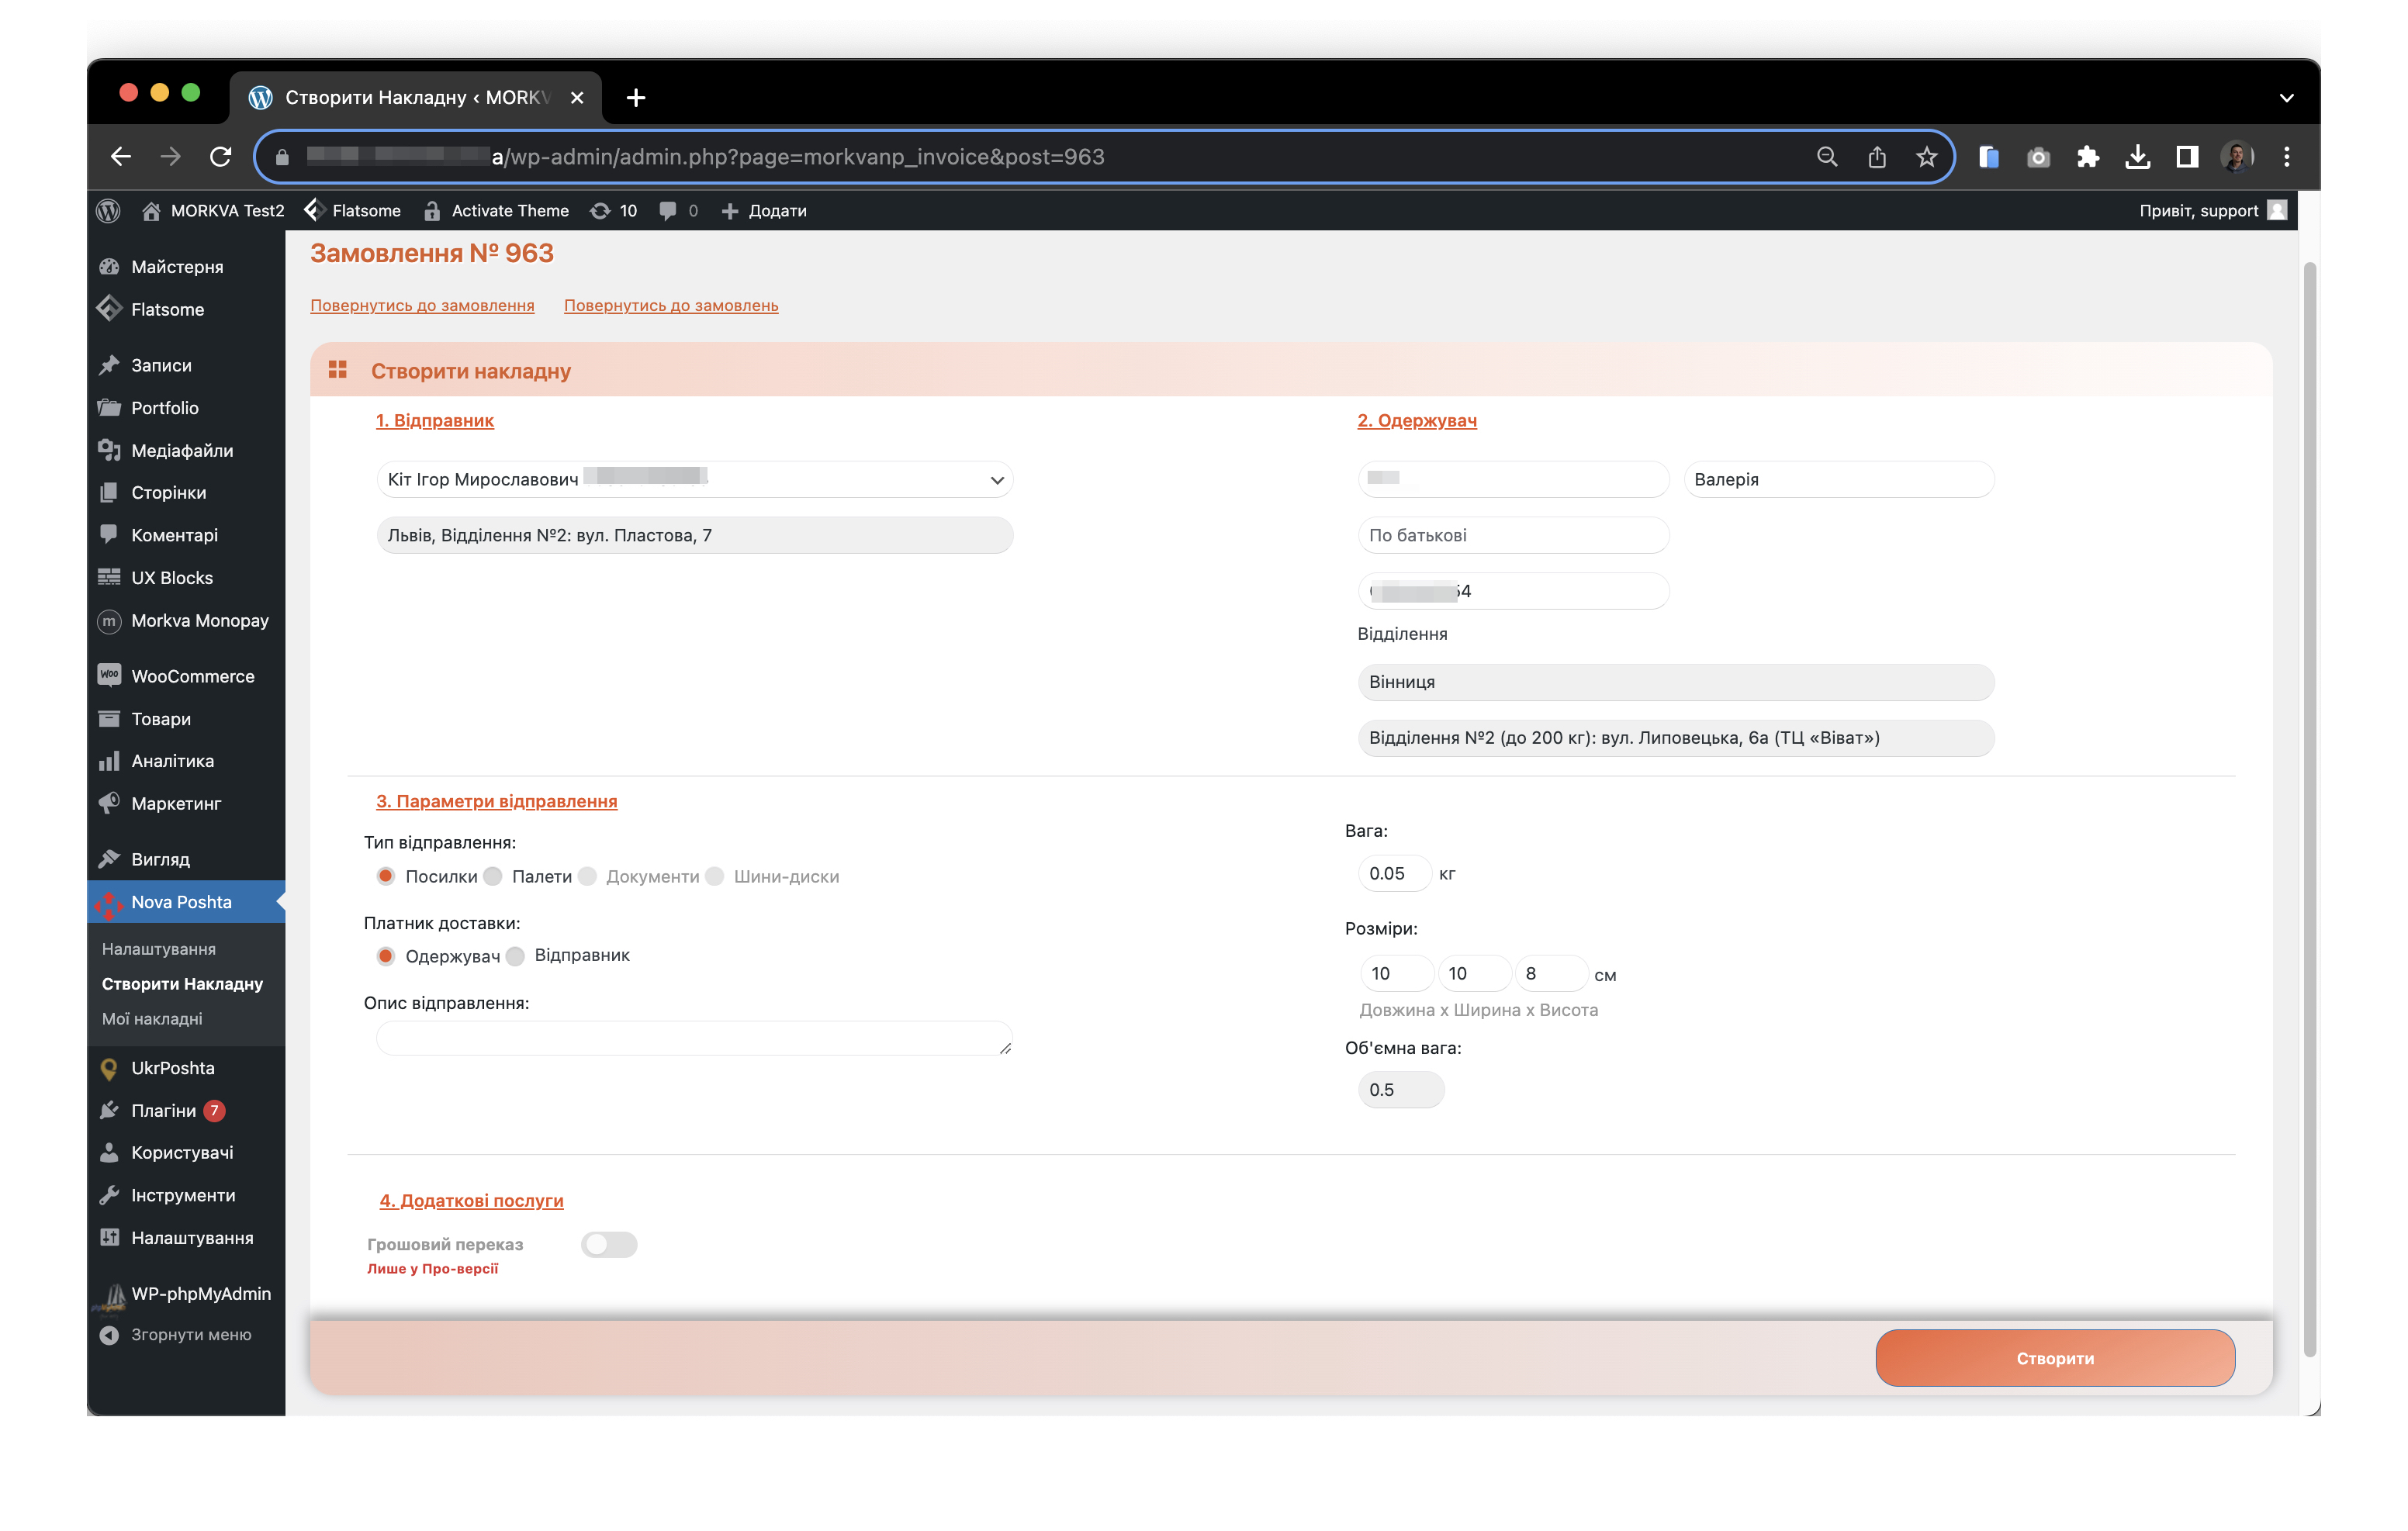 Створити Накладну ‹ MORKV
a/wp-admin/admin.php?page=morkvanp_invoice&post=963
MORKVA Test2 Flatsome Activate Theme 10 0 Додати
Привіт, support
Майстерня
Flatsome
Записи
Portfolio
Медіафайли
Сторінки
Коментарі
UX Blocks
m Morkva Monopay
Woo WooCommerce
Товари
Аналітика
Маркетинг
Вигляд
Nova Poshta
Налаштування
Створити Накладну
Мої накладні
UkrPoshta
Плагіни 7
Користувачі
Інструменти
Налаштування
WP-phpMyAdmin
Згорнути меню
Замовлення № 963
Повернутись до замовлення Повернутись до замовлень
Створити накладну
1. Відправник
Кіт Ігор Мирославович
Львів, Відділення №2: вул. Пластова, 7
2. Одержувач
Валерія
По батькові
54
Відділення
Вінниця
Відділення №2 (до 200 кг): вул. Липовецька, 6а (ТЦ «Віват»)
3. Параметри відправлення
Тип відправлення:
Посилки Палети Документи Шини-диски
Платник доставки:
Одержувач Відправник
Опис відправлення:
Вага:
0.05 кг
Розміри:
10 10 8 см
Довжина x Ширина x Висота
Об'ємна вага:
0.5
4. Додаткові послуги
Грошовий переказ
Лише у Про-версії
Створити